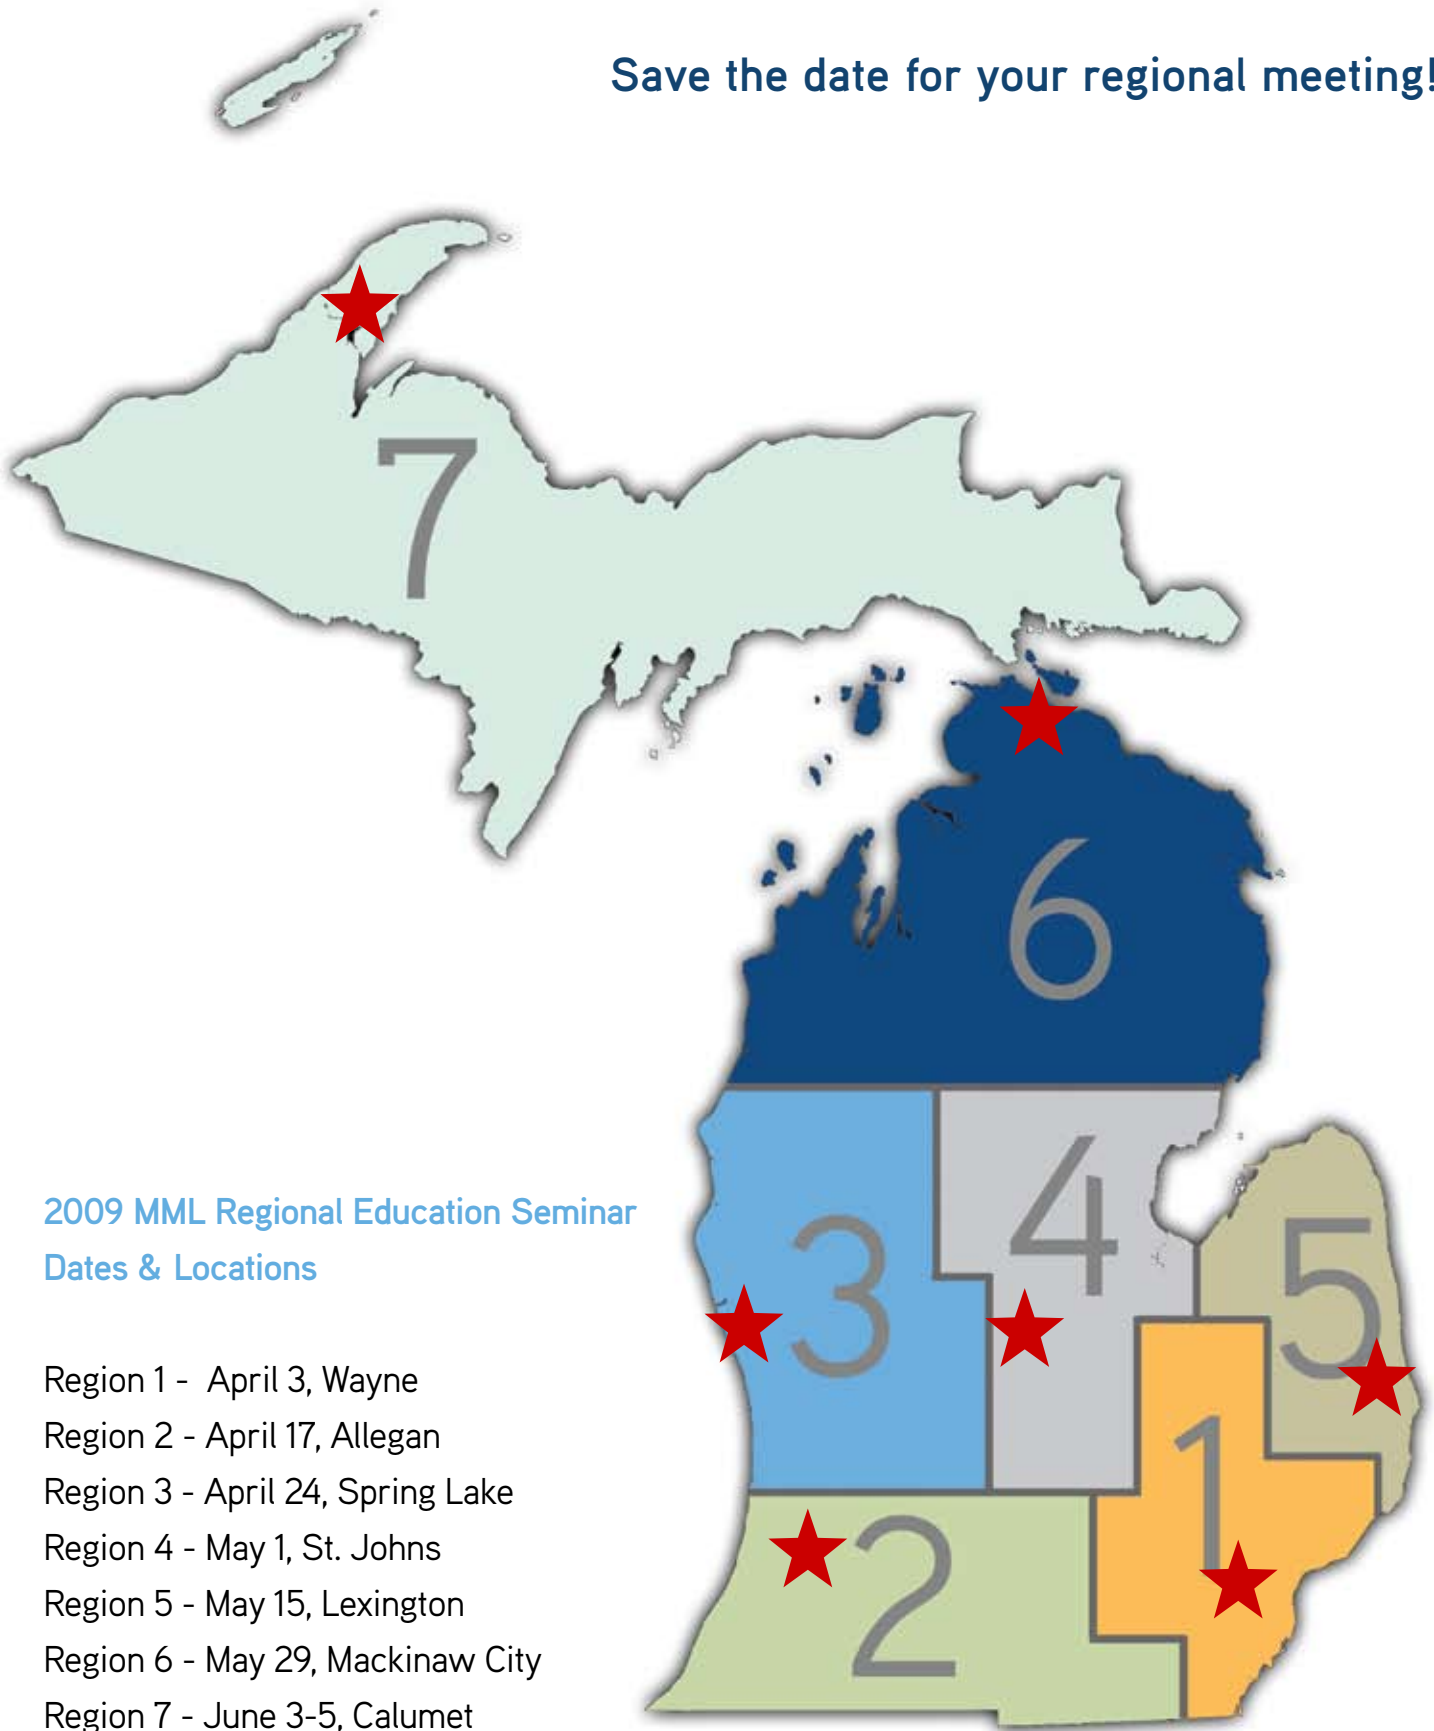 Save the date for your regional meeting!
7
6
3
4
5
1
2
2009 MML Regional Education Seminar
Dates & Locations
Region 1 - April 3, Wayne
Region 2 - April 17, Allegan
Region 3 - April 24, Spring Lake
Region 4 - May 1, St. Johns
Region 5 - May 15, Lexington
Region 6 - May 29, Mackinaw City
Region 7 - June 3-5, Calumet